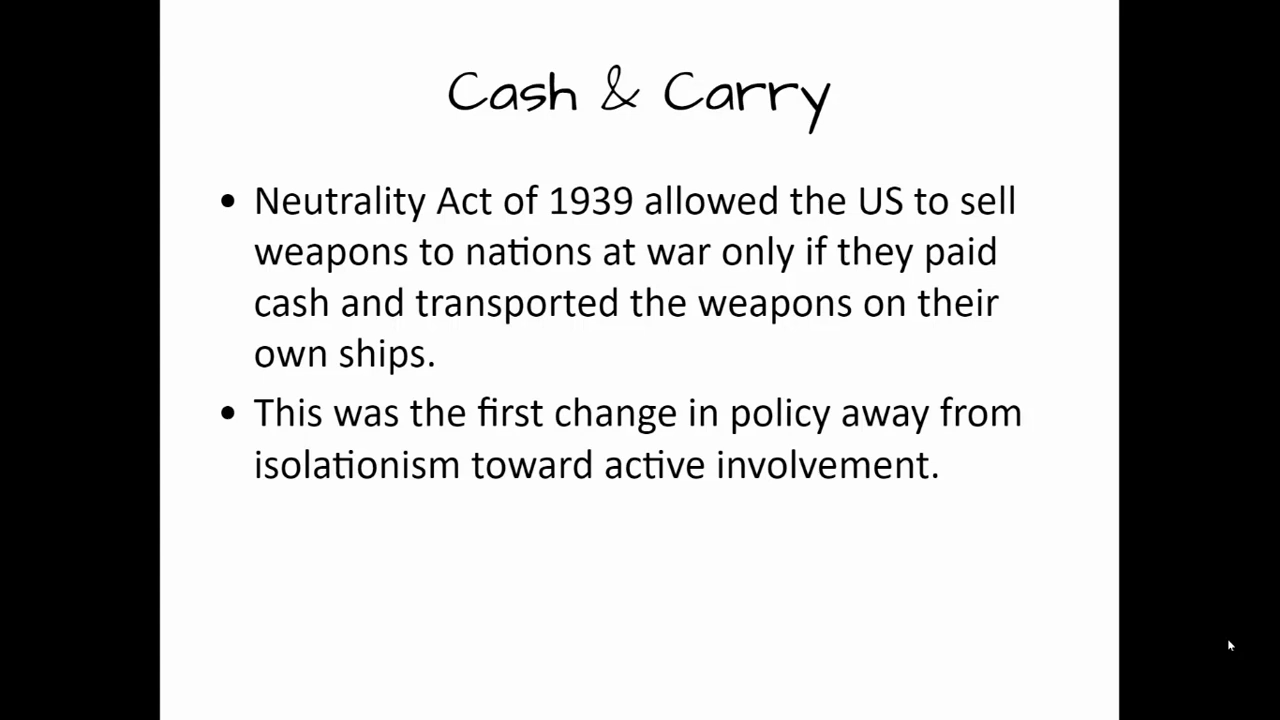 Cash & Carry
• Neutrality Act of 1939 allowed the US to sell
weapons to nations at war only if they paid
cash and transported the weapons on their
own ships.
• This was the first change in policy away from
isolationism toward active involvement.